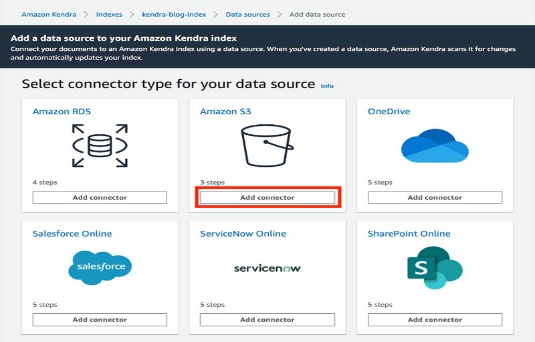 Amazon Kendra > Indexes > kendra-blog-index > Data sources > Add data source
Add a data source to your Amazon Kendra index
Connect your documents to an Amazon Kendra index using a data source. When you've created a data source, Amazon Kendra scans it for changes
and automatically updates your index.
Select connector type for your data source Info
Amazon RDS
4 steps
Add connector
Amazon S3
3 steps
Add connector
OneDrive
5 steps
Add connector
Salesforce Online
salesforce
5 steps
Add connector
ServiceNow Online
servicenow
5 steps
Add connector
SharePoint Online
S
5 steps
Add connector